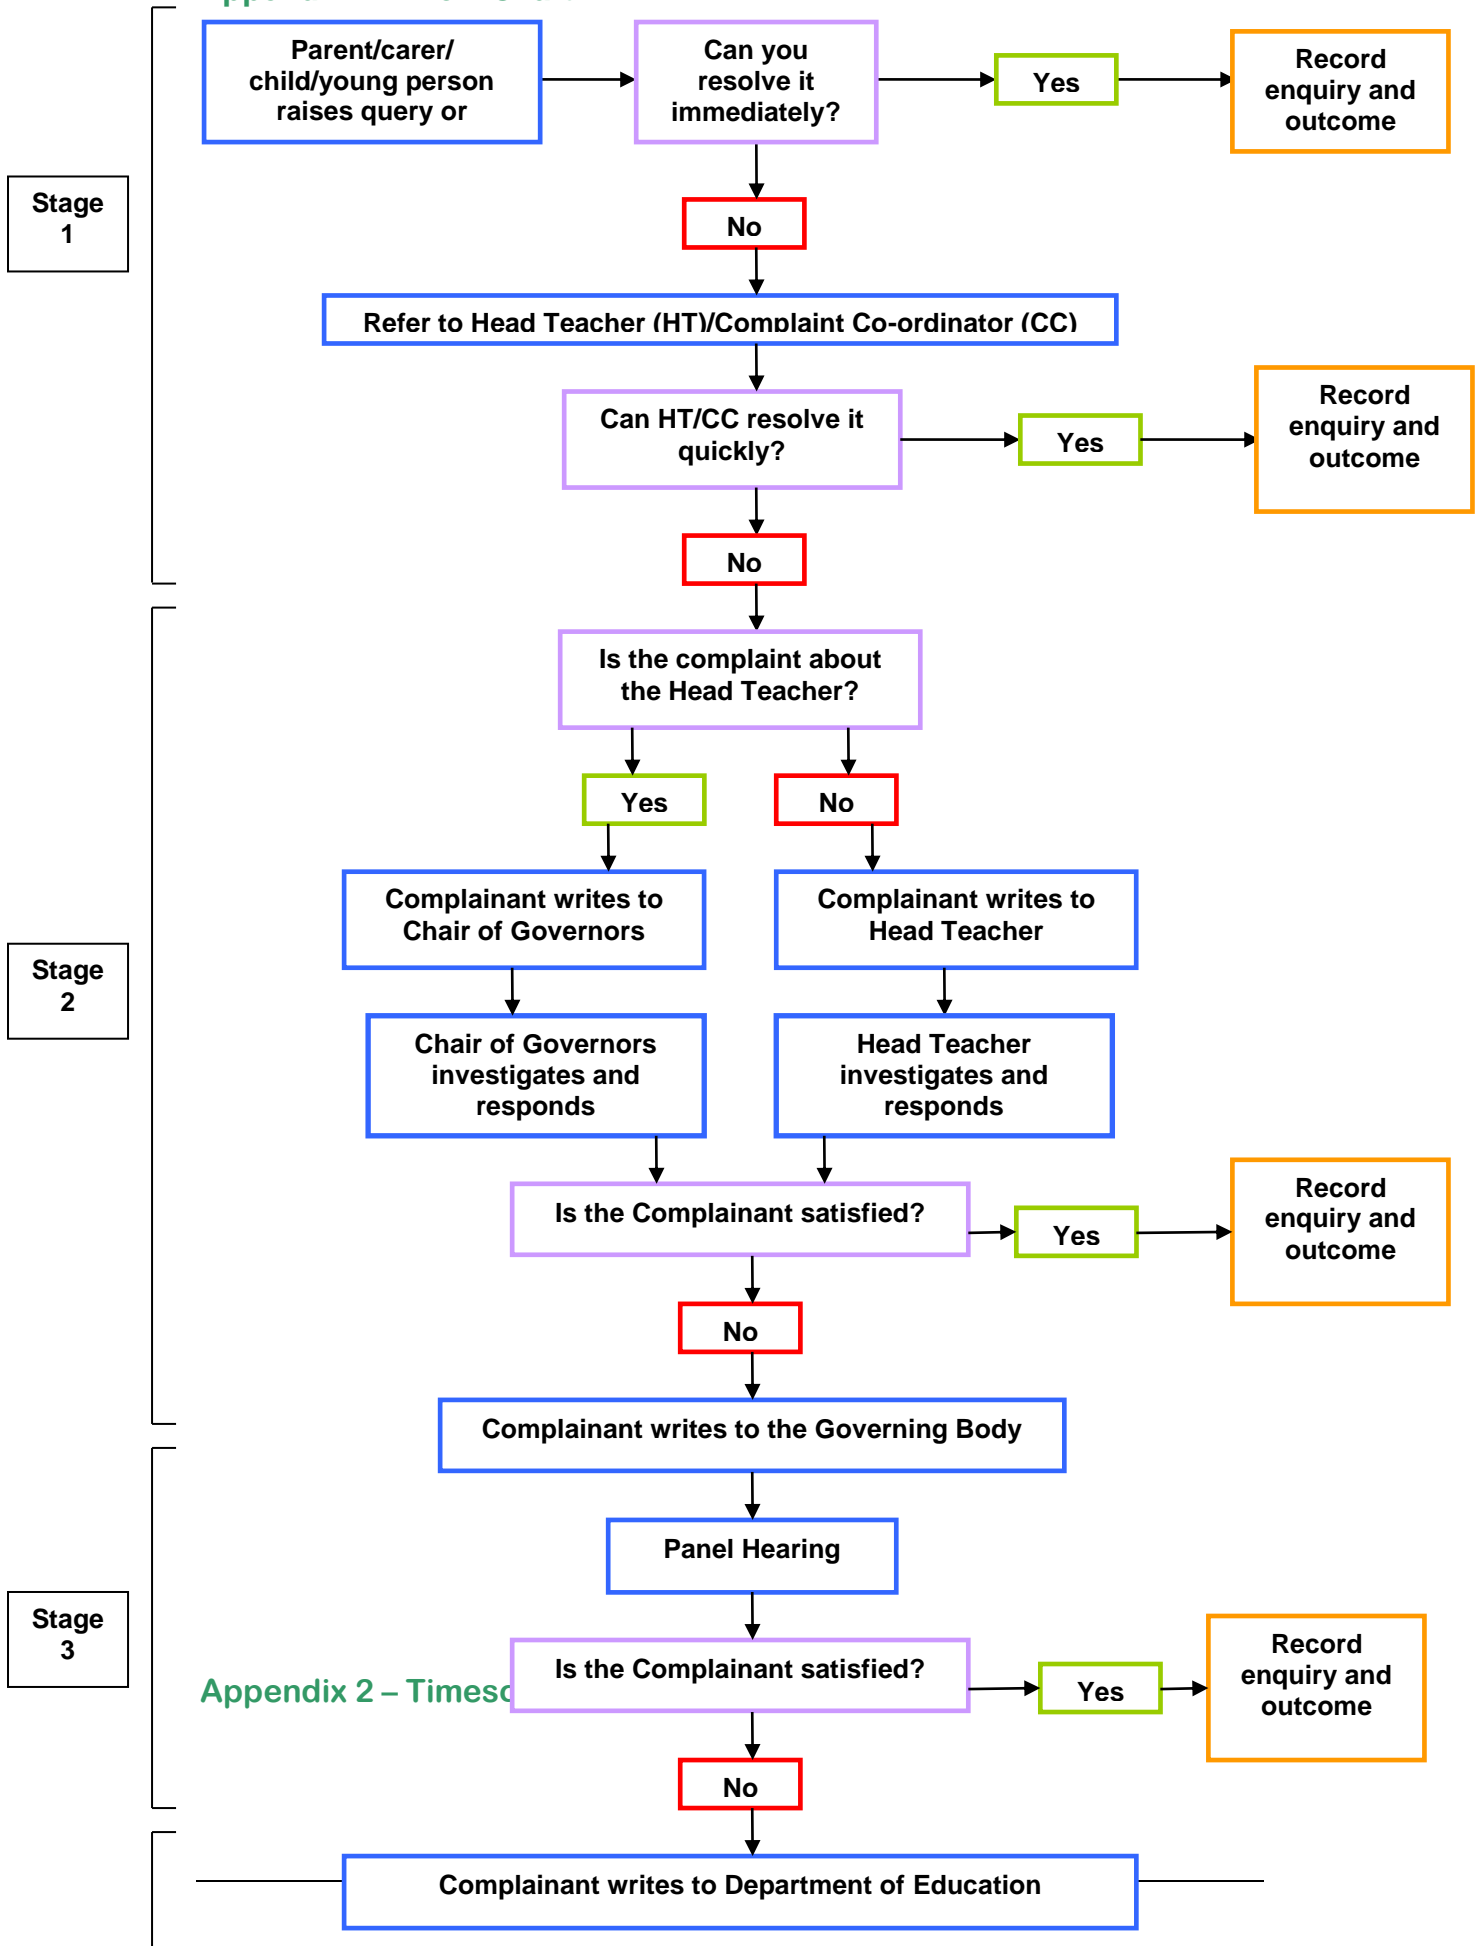 Parent/carer/
child/young person
raises query or
Can you
resolve it
immediately?
Yes
Record
enquiry and
outcome
Stage
1
No
Refer to Head Teacher (HT)/Complaint Co-ordinator (CC)
Can HT/CC resolve it
quickly?
Yes
Record
enquiry and
outcome
No
Is the complaint about
the Head Teacher?
Yes
No
Complainant writes to
Chair of Governors
Complainant writes to
Head Teacher
Stage
2
Chair of Governors
investigates and
responds
Head Teacher
investigates and
responds
Is the Complainant satisfied?
Yes
Record
enquiry and
outcome
No
Complainant writes to the Governing Body
Panel Hearing
Stage
3
Is the Complainant satisfied?
Yes
Record
enquiry and
outcome
Appendix 2 – Timesc
No
Complainant writes to Department of Education